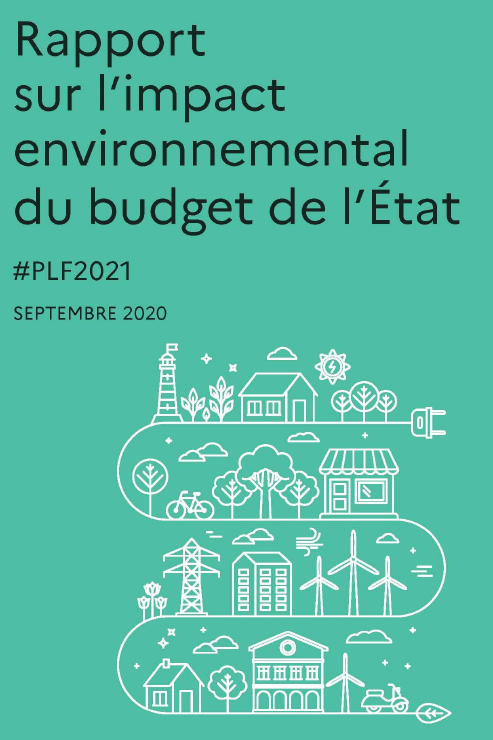 Rapport
sur l’impact
environnemental
du budget de l’État
#PLF2021
SEPTEMBRE 2020